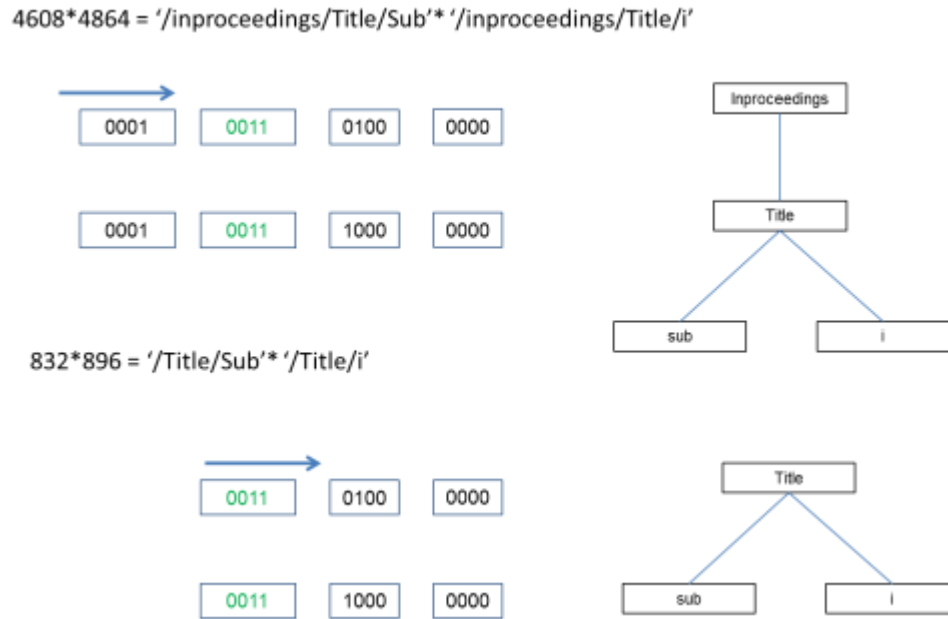 4608*4864 = ‘/inproceedings/Title/Sub’* ‘/inproceedings/Title/i’
0001 0011 0100 0000
Inproceedings
0001 0011 1000 0000
Title
sub i
832*896 = ‘/Title/Sub’* ‘/Title/i’
0011 0100 0000
Title
0011 1000 0000
sub i